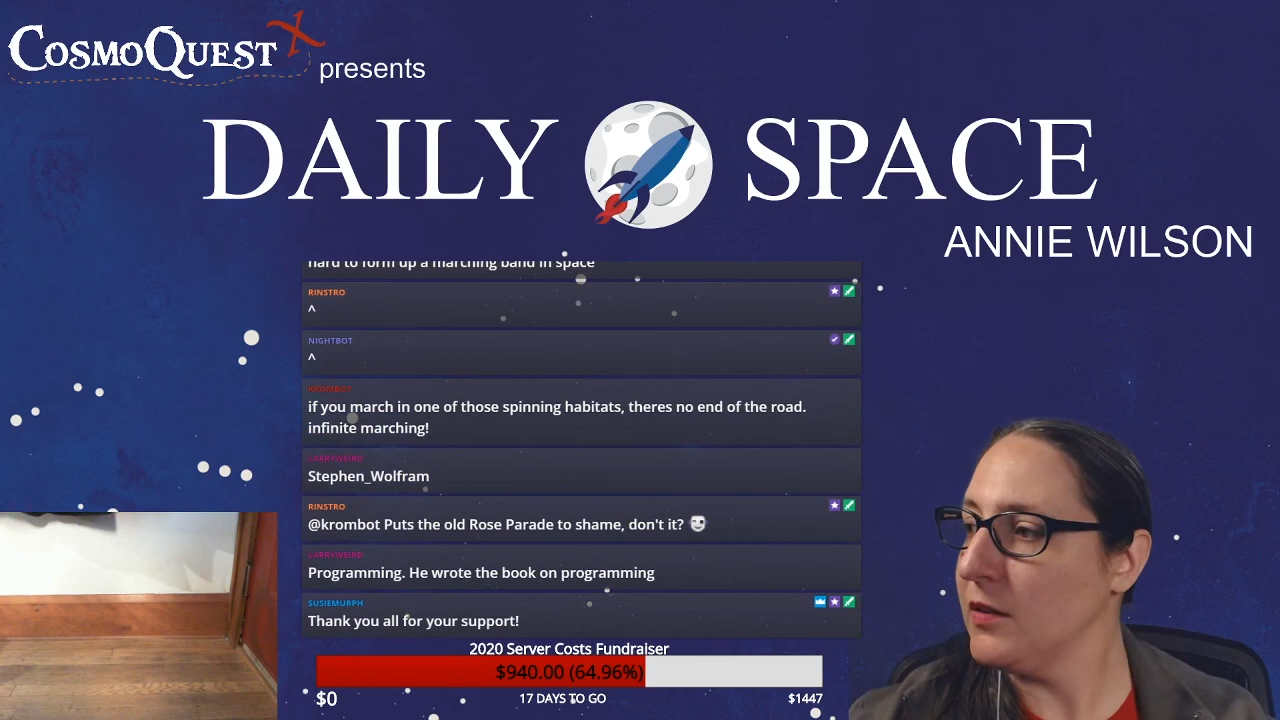 CosmoQuest X
presents
DAILY SPACE
ANNIE WILSON
hard to form up a marching band in space
RINSTRO
^
NIGHTBOT
^
KROMBOT
if you march in one of those spinning habitats, theres no end of the road.
infinite marching!
LARRYWEIRD
Stephen_Wolfram
RINSTRO
@krombot Puts the old Rose Parade to shame, don't it?
LARRYWEIRD
Programming. He wrote the book on programming
SUSIEMURPH
Thank you all for your support!
2020 Server Costs Fundraiser
$940.00 (64.96%)
$0 17 DAYS TO GO $1447